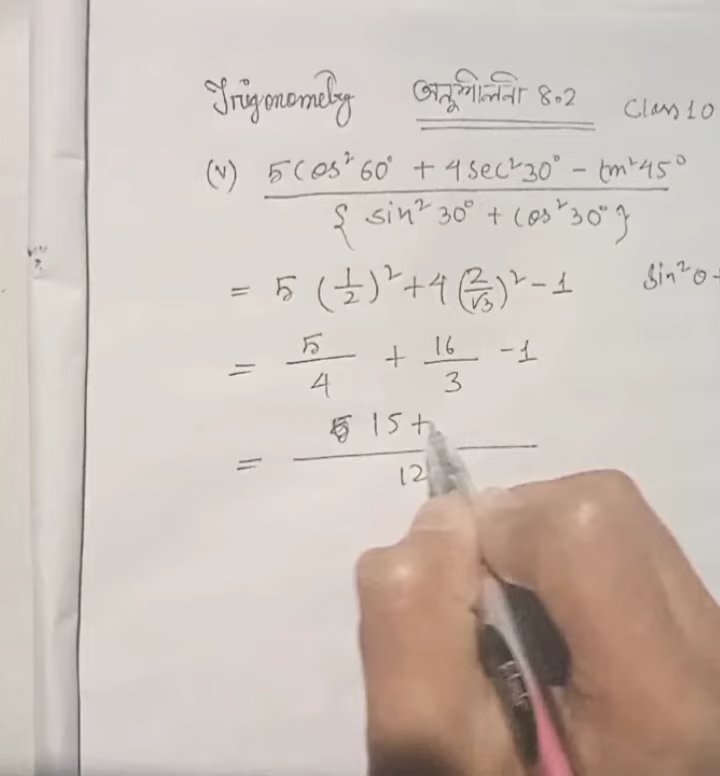 Trigonometry অনুশীলনী 8.2 Class 10
(v) 5cos²60° + 4sec²30° - tan²45°
{ sin²30° + cos²30° }
= 5 (1/2)² + 4 (2/√3)² - 1 sin²θ +
= 5/4 + 16/3 - 1
= 15 + / 12